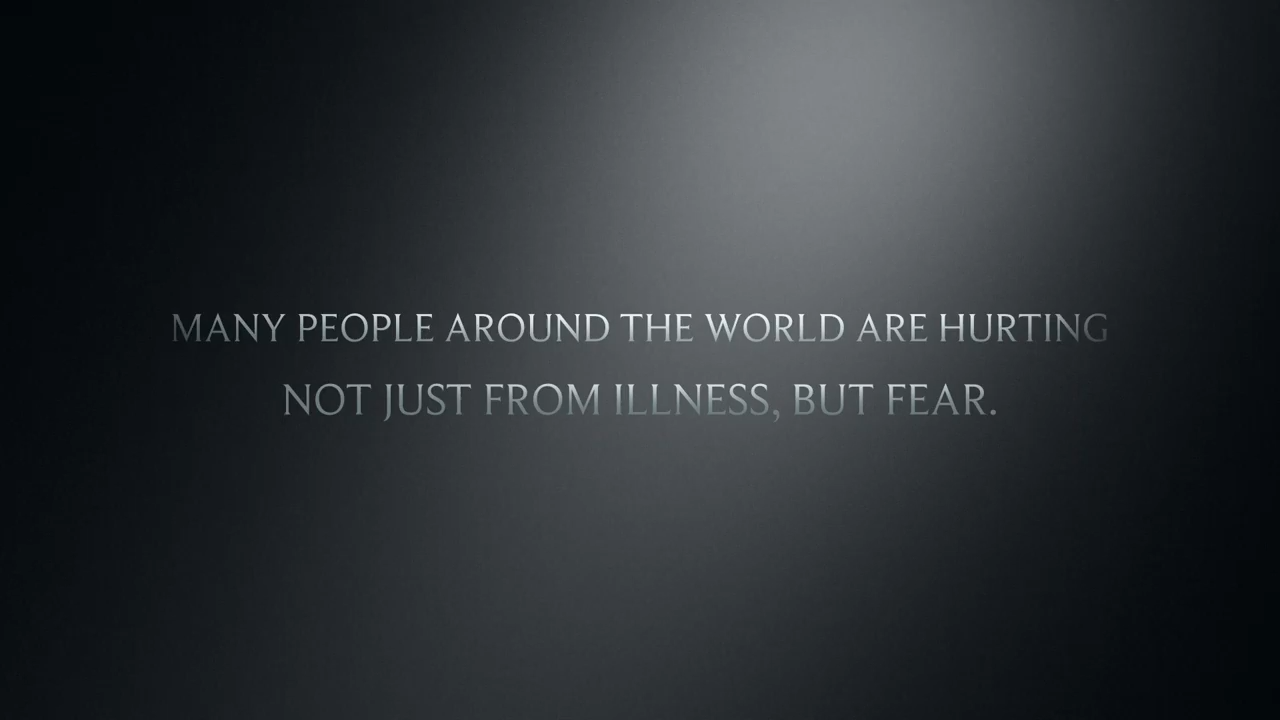 MANY PEOPLE AROUND THE WORLD ARE HURTING
NOT JUST FROM ILLNESS, BUT FEAR.